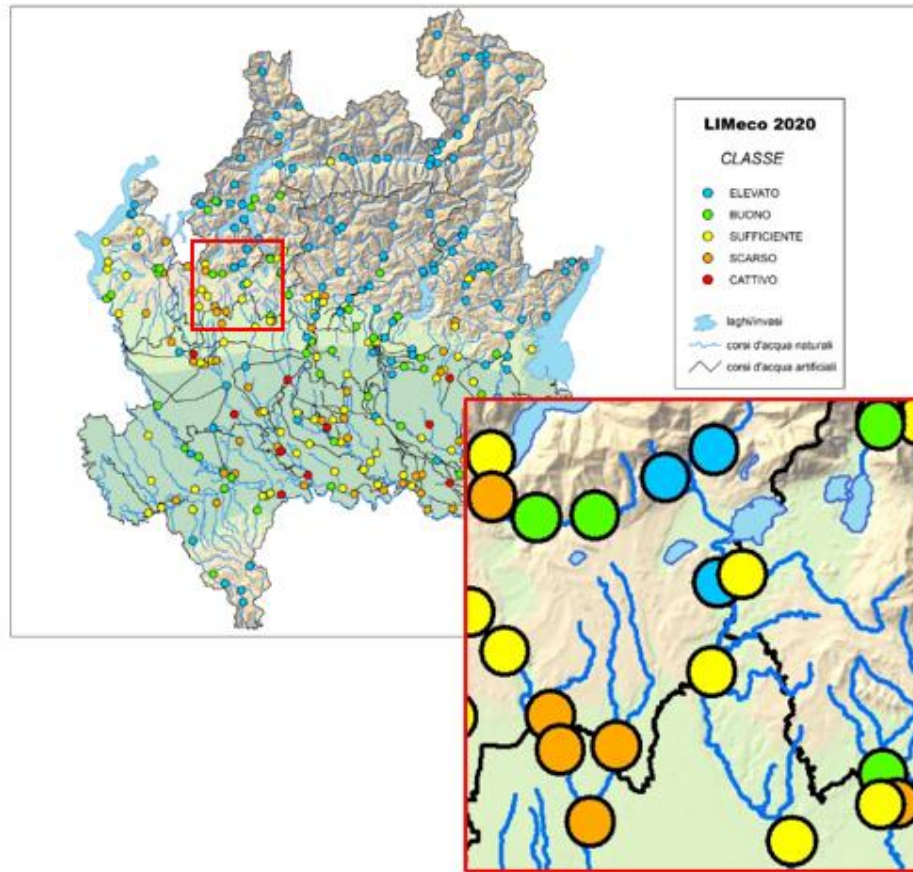 LIMeco 2020
CLASSE
ELEVATO
BUONO
SUFFICIENTE
SCARSO
CATTIVO
laghi/invasi
corsi d'acqua naturali
corsi d'acqua artificiali